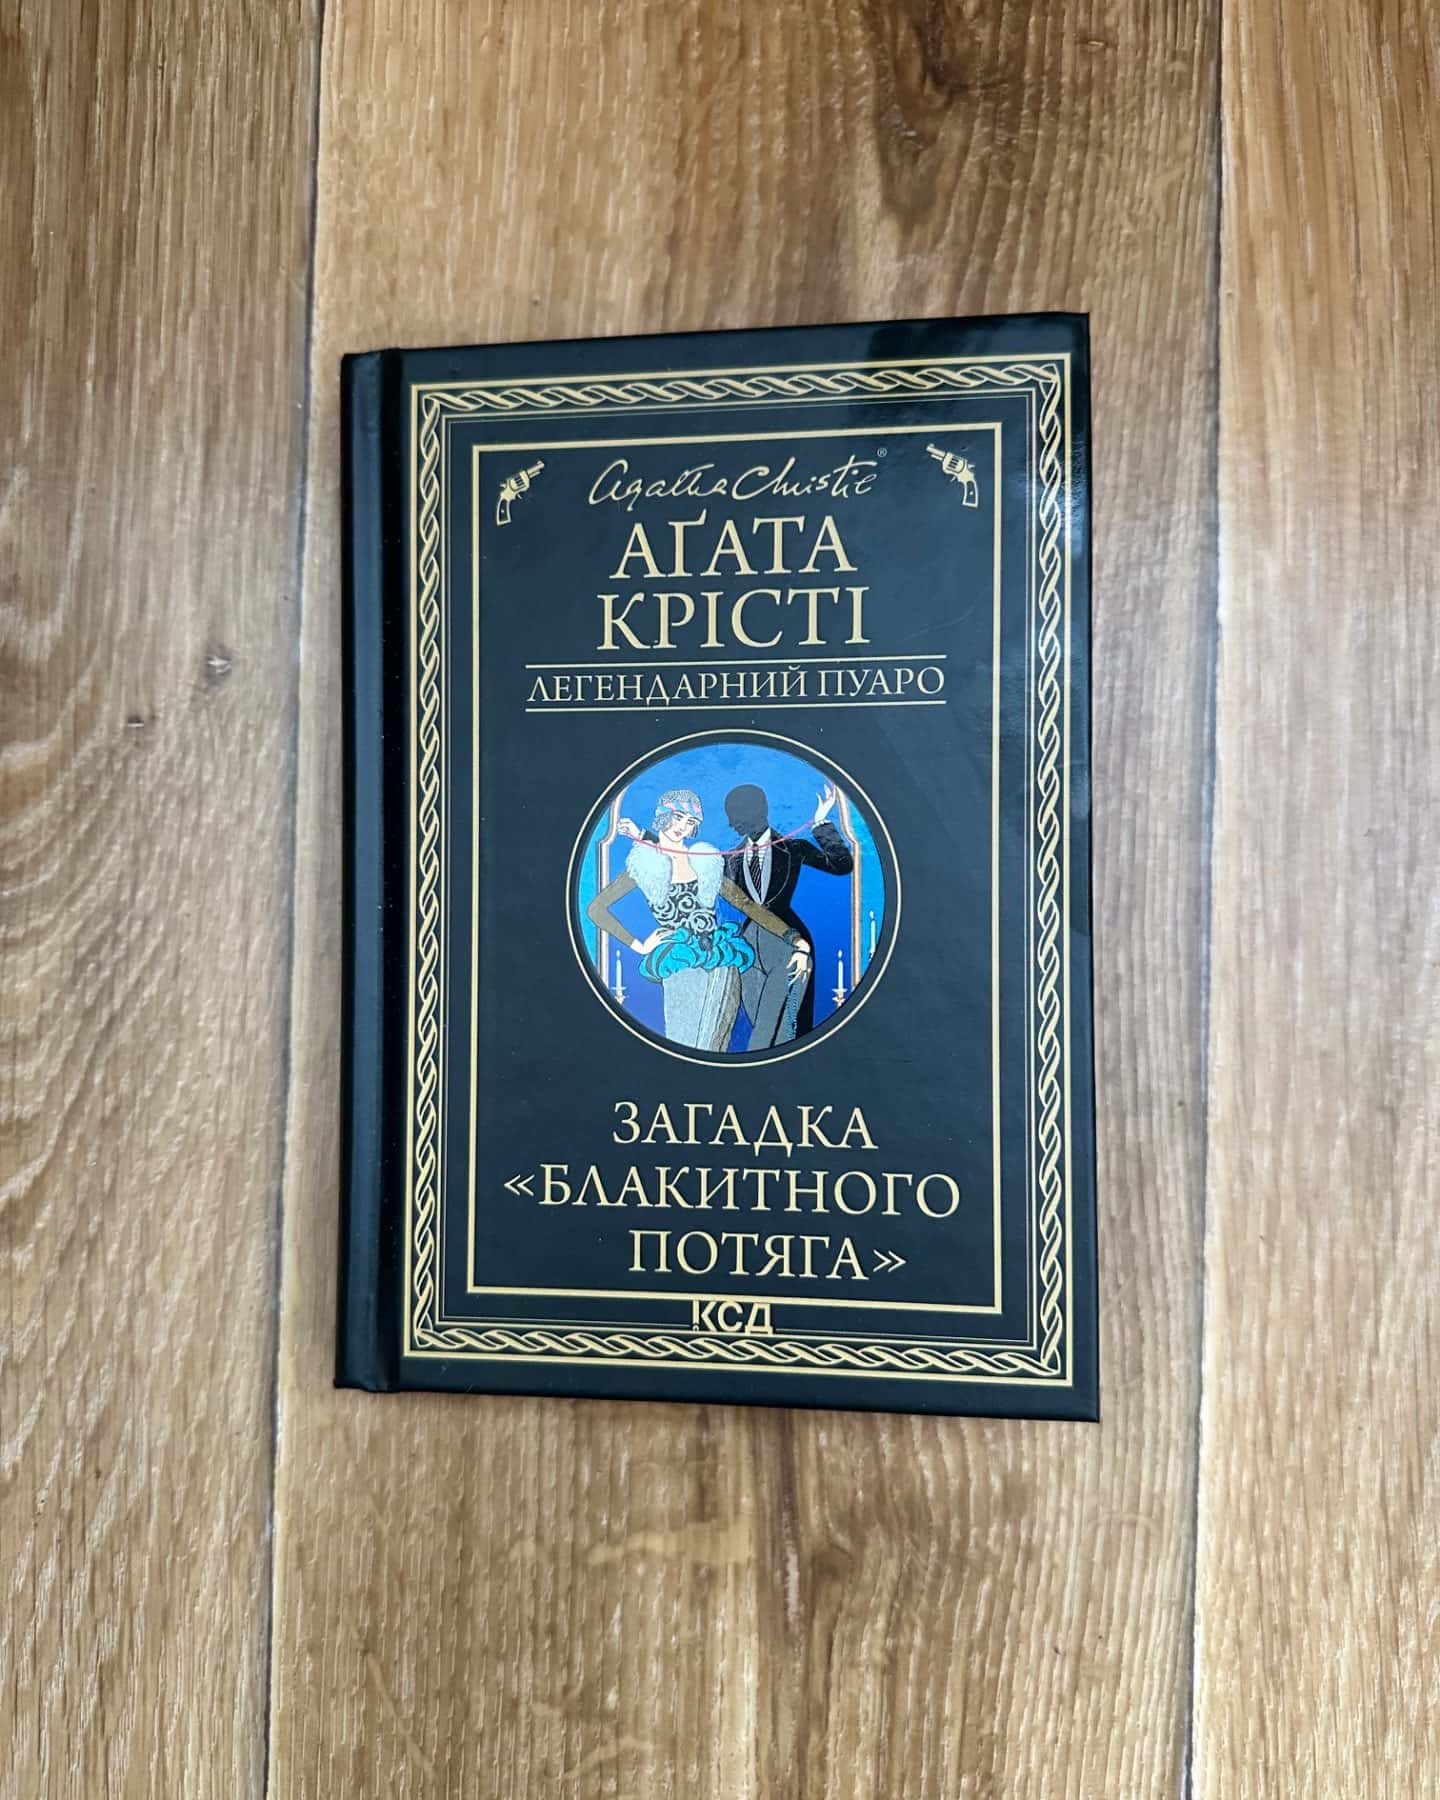 Agatha Christie®
АҐАТА
КРІСТІ
ЛЕГЕНДАРНИЙ ПУАРО
ЗАГАДКА
«БЛАКИТНОГО
ПОТЯГА»
КСД